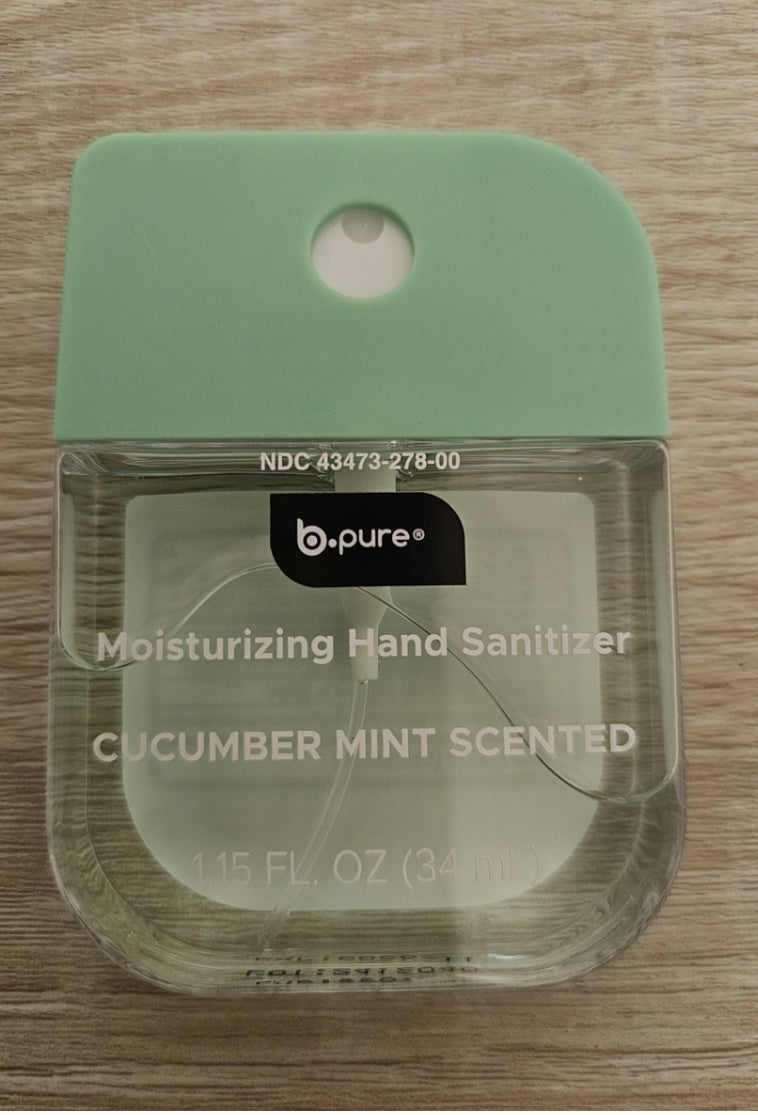 NDC 43473-278-00
b.pure®
Moisturizing Hand Sanitizer
CUCUMBER MINT SCENTED
1.15 FL. OZ (34 mL)